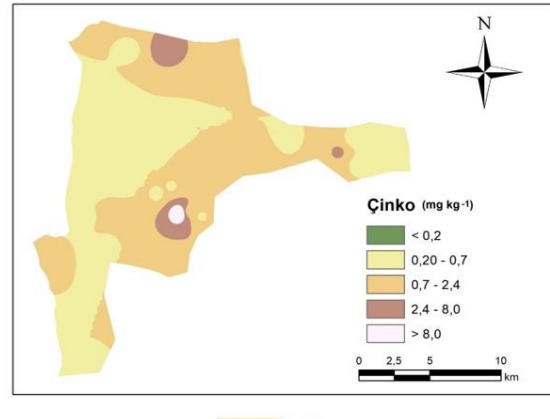 N
Çinko (mg kg⁻¹)
< 0,2
0,20 - 0,7
0,7 - 2,4
2,4 - 8,0
> 8,0
0 2,5 5 10
km